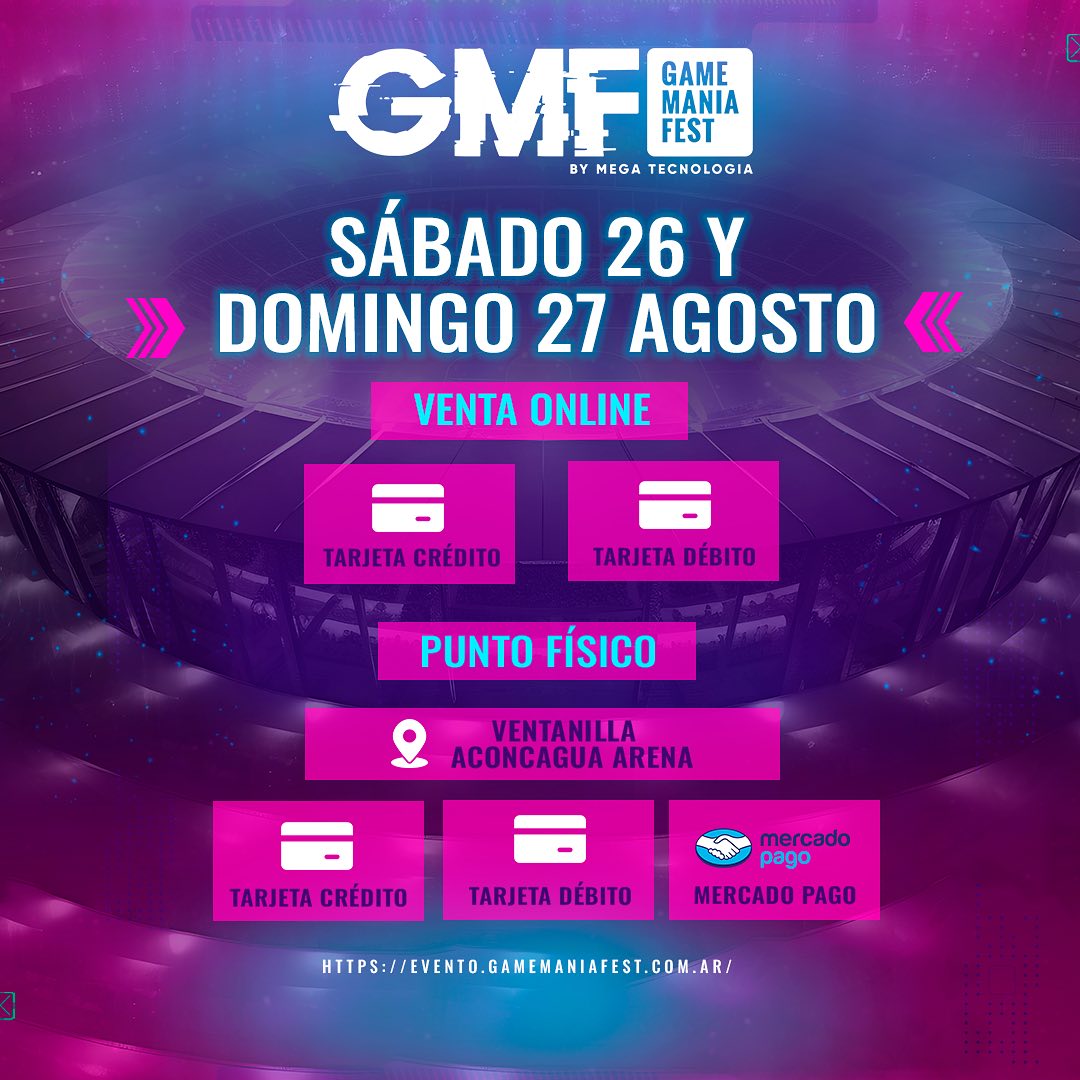 GMF
GAME
MANIA
FEST
BY MEGA TECNOLOGIA
SÁBADO 26 Y
DOMINGO 27 AGOSTO
VENTA ONLINE
TARJETA CRÉDITO
TARJETA DÉBITO
PUNTO FÍSICO
VENTANILLA
ACONCAGUA ARENA
TARJETA CRÉDITO
TARJETA DÉBITO
mercado
pago
MERCADO PAGO
HTTPS://EVENTO.GAMEMANIAFEST.COM.AR/